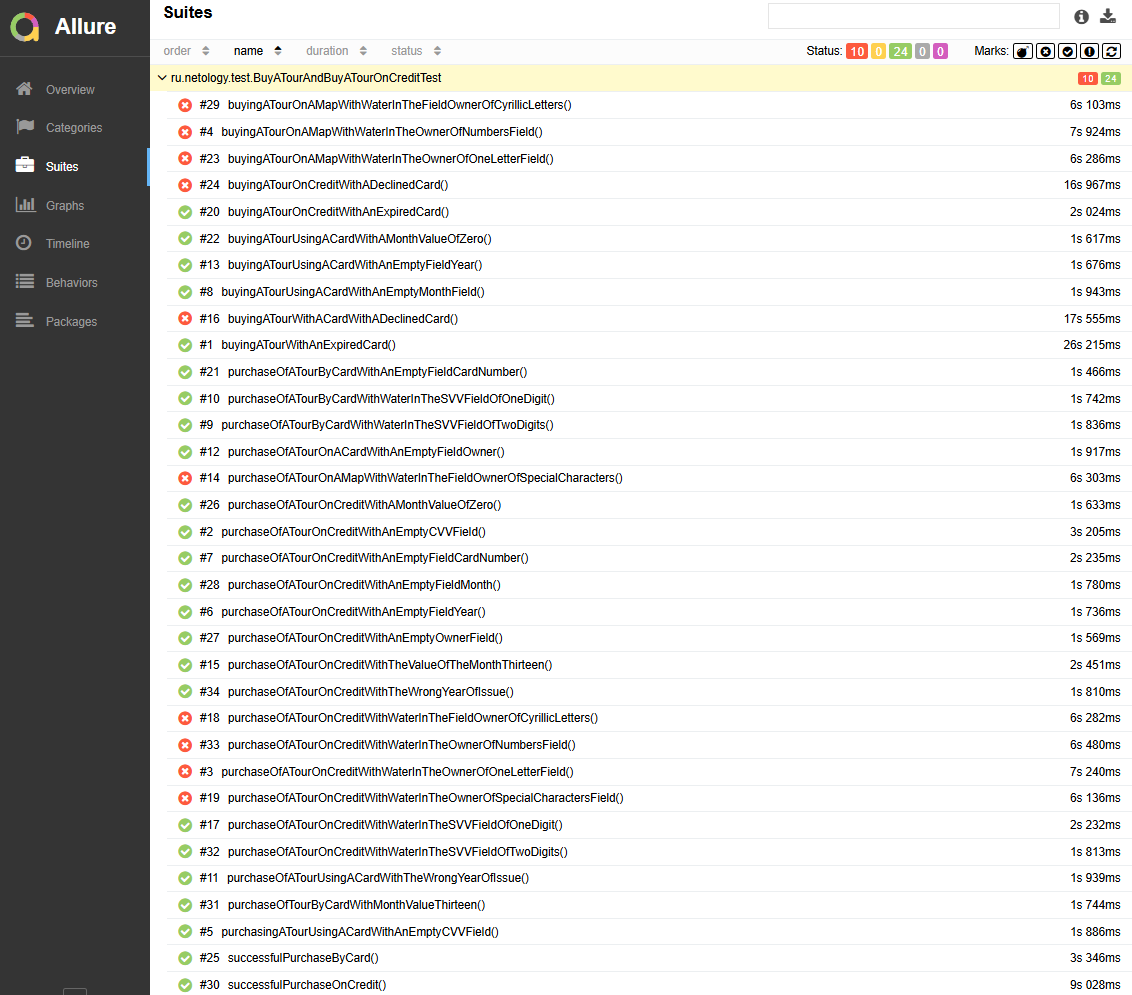 Allure
Overview
Categories
Suites
Graphs
Timeline
Behaviors
Packages
Suites
order name duration status Status: 10 0 24 0 0 Marks:
ru.netology.test.BuyATourAndBuyATourOnCreditTest 10 24
#29 buyingATourOnAMapWithWaterInTheFieldOwnerOfCyrillicLetters() 6s 103ms
#4 buyingATourOnAMapWithWaterInTheOwnerOfNumbersField() 7s 924ms
#23 buyingATourOnAMapWithWaterInTheOwnerOfOneLetterField() 6s 286ms
#24 buyingATourOnCreditWithADeclinedCard() 16s 967ms
#20 buyingATourOnCreditWithAnExpiredCard() 2s 024ms
#22 buyingATourUsingACardWithAMonthValueOfZero() 1s 617ms
#13 buyingATourUsingACardWithAnEmptyFieldYear() 1s 676ms
#8 buyingATourUsingACardWithAnEmptyMonthField() 1s 943ms
#16 buyingATourWithACardWithADeclinedCard() 17s 555ms
#1 buyingATourWithAnExpiredCard() 26s 215ms
#21 purchaseOfATourByCardWithAnEmptyFieldCardNumber() 1s 466ms
#10 purchaseOfATourByCardWithWaterInTheSVVFieldOfOneDigit() 1s 742ms
#9 purchaseOfATourByCardWithWaterInTheSVVFieldOfTwoDigits() 1s 836ms
#12 purchaseOfATourOnACardWithAnEmptyFieldOwner() 1s 917ms
#14 purchaseOfATourOnAMapWithWaterInTheFieldOwnerOfSpecialCharacters() 6s 303ms
#26 purchaseOfATourOnCreditWithAMonthValueOfZero() 1s 633ms
#2 purchaseOfATourOnCreditWithAnEmptyCVVField() 3s 205ms
#7 purchaseOfATourOnCreditWithAnEmptyFieldCardNumber() 2s 235ms
#28 purchaseOfATourOnCreditWithAnEmptyFieldMonth() 1s 780ms
#6 purchaseOfATourOnCreditWithAnEmptyFieldYear() 1s 736ms
#27 purchaseOfATourOnCreditWithAnEmptyOwnerField() 1s 569ms
#15 purchaseOfATourOnCreditWithTheValueOfTheMonthThirteen() 2s 451ms
#34 purchaseOfATourOnCreditWithTheWrongYearOfIssue() 1s 810ms
#18 purchaseOfATourOnCreditWithWaterInTheFieldOwnerOfCyrillicLetters() 6s 282ms
#33 purchaseOfATourOnCreditWithWaterInTheOwnerOfNumbersField() 6s 480ms
#3 purchaseOfATourOnCreditWithWaterInTheOwnerOfOneLetterField() 7s 240ms
#19 purchaseOfATourOnCreditWithWaterInTheOwnerOfSpecialCharactersField() 6s 136ms
#17 purchaseOfATourOnCreditWithWaterInTheSVVFieldOfOneDigit() 2s 232ms
#32 purchaseOfATourOnCreditWithWaterInTheSVVFieldOfTwoDigits() 1s 813ms
#11 purchaseOfATourUsingACardWithTheWrongYearOfIssue() 1s 939ms
#31 purchaseOfTourByCardWithMonthValueThirteen() 1s 744ms
#5 purchasingATourUsingACardWithAnEmptyCVVField() 1s 886ms
#25 successfulPurchaseByCard() 3s 346ms
#30 successfulPurchaseOnCredit() 9s 028ms